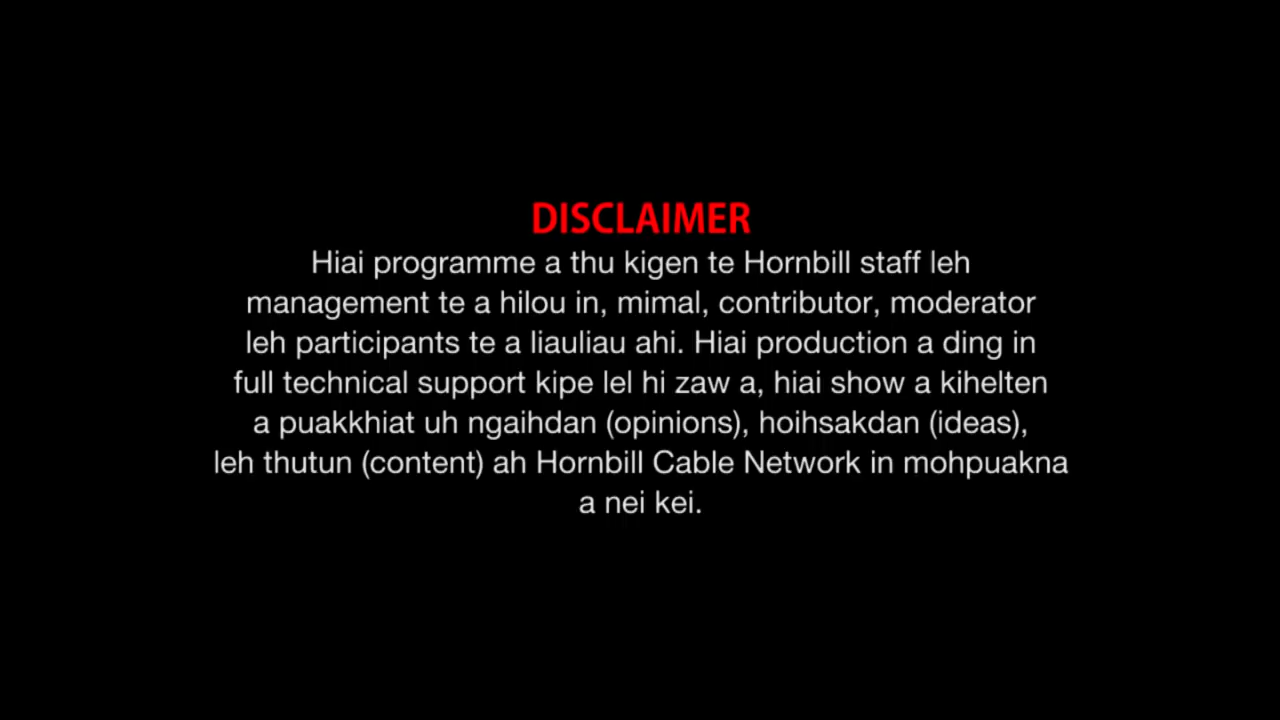 DISCLAIMER
Hiai programme a thu kigen te Hornbill staff leh
management te a hilou in, mimal, contributor, moderator
leh participants te a liauliau ahi. Hiai production a ding in
full technical support kipe lel hi zaw a, hiai show a kihelten
a puakkhiat uh ngaihdan (opinions), hoihsakdan (ideas),
leh thutun (content) ah Hornbill Cable Network in mohpuakna
a nei kei.